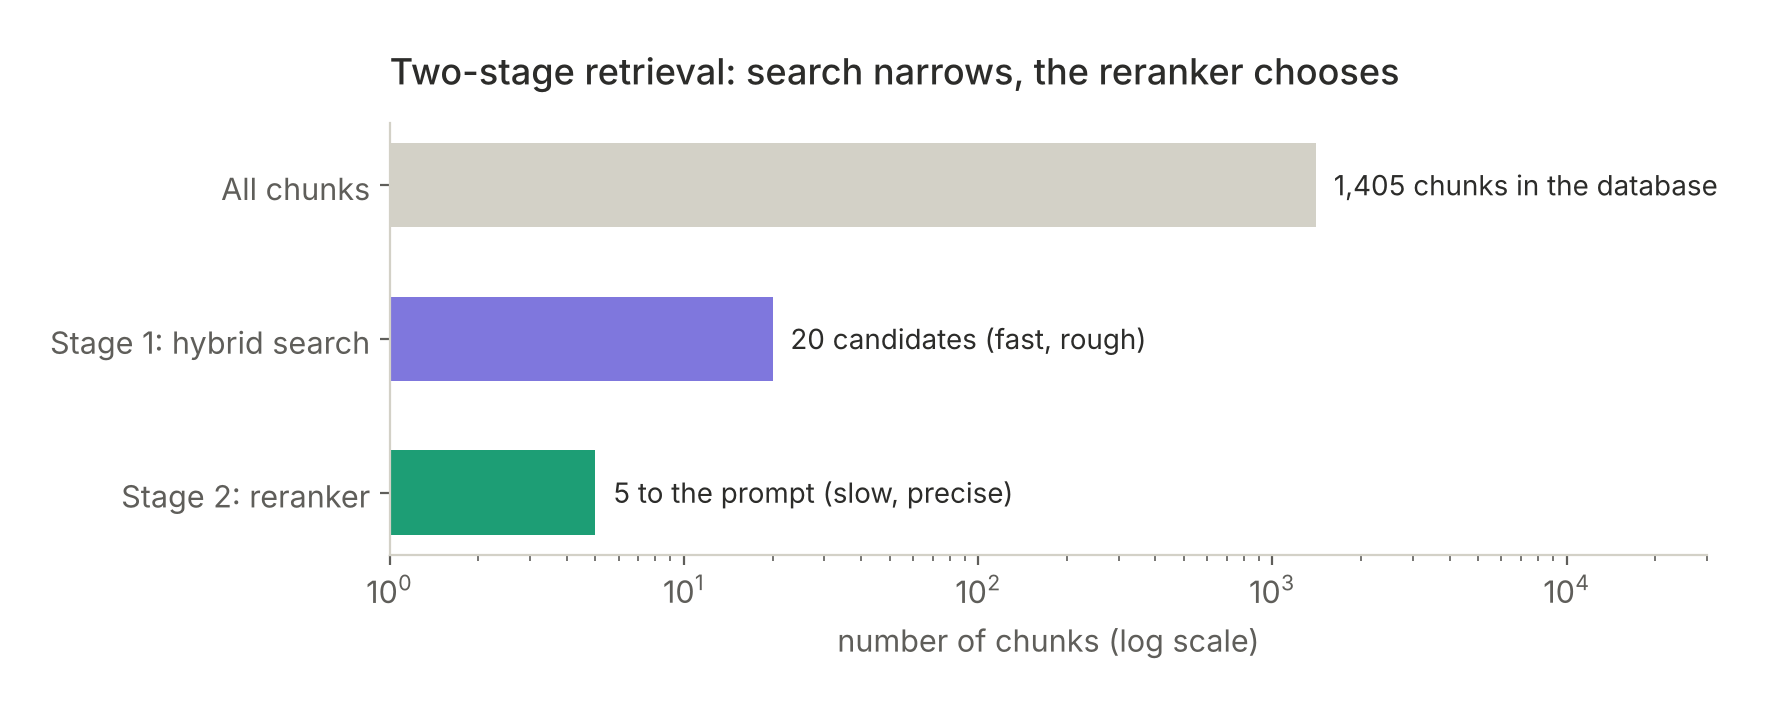 Two-stage retrieval: search narrows, the reranker chooses
All chunks
1,405 chunks in the database
Stage 1: hybrid search
20 candidates (fast, rough)
Stage 2: reranker
5 to the prompt (slow, precise)
10⁰ 10¹ 10² 10³ 10⁴
number of chunks (log scale)